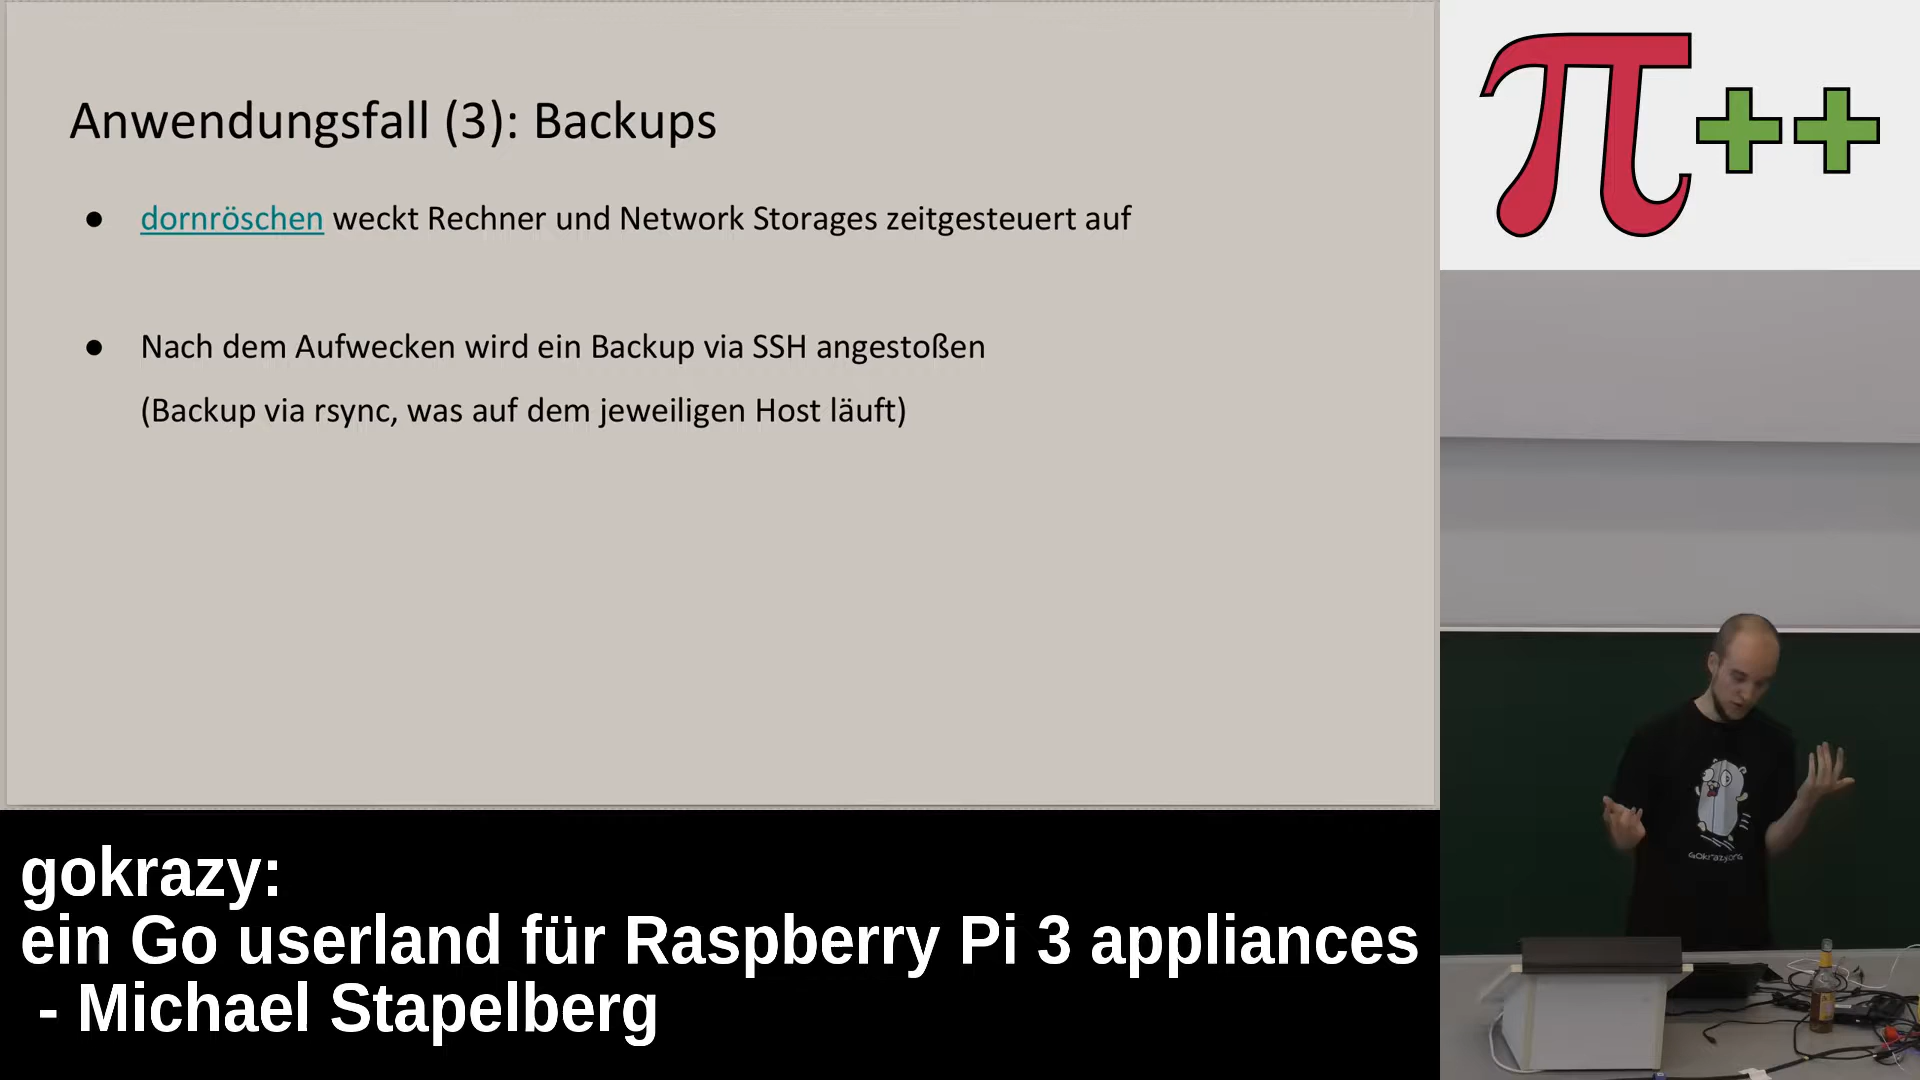 Anwendungsfall (3): Backups
● dornröschen weckt Rechner und Network Storages zeitgesteuert auf
● Nach dem Aufwecken wird ein Backup via SSH angestoßen
(Backup via rsync, was auf dem jeweiligen Host läuft)
π++
gokrazy.org
gokrazy:
ein Go userland für Raspberry Pi 3 appliances
- Michael Stapelberg